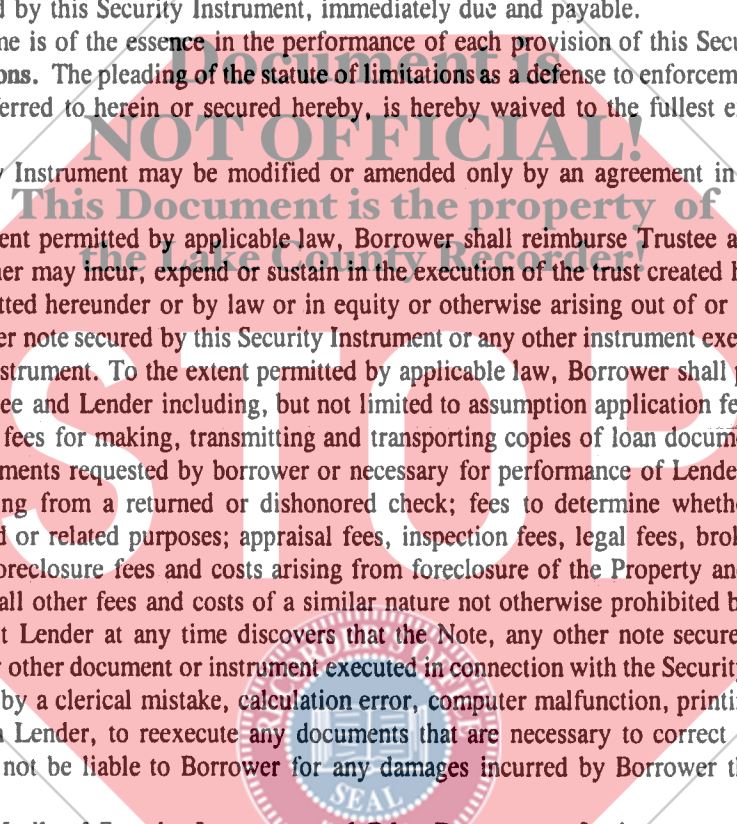 d by this Security Instrument, immediately due and payable.
me is of the essence in the performance of each provision of this Secu
Document is
ons. The pleading of the statute of limitations as a defense to enforcem
ferred to herein or secured hereby, is hereby waived to the fullest e
NOT OFFICIAL!
y Instrument may be modified or amended only by an agreement in
This Document is the property of
ent permitted by applicable law, Borrower shall reimburse Trustee a
the Lake County Recorder!
her may incur, expend or sustain in the execution of the trust created h
tted hereunder or by law or in equity or otherwise arising out of or
er note secured by this Security Instrument or any other instrument exe
strument. To the extent permitted by applicable law, Borrower shall p
ee and Lender including, but not limited to assumption application fe
fees for making, transmitting and transporting copies of loan docum
STOP
ments requested by borrower or necessary for performance of Lende
ng from a returned or dishonored check; fees to determine wheth
d or related purposes; appraisal fees, inspection fees, legal fees, brok
oreclosure fees and costs arising from foreclosure of the Property an
all other fees and costs of a similar nature not otherwise prohibited b
t Lender at any time discovers that the Note, any other note secure
other document or instrument executed in connection with the Security
by a clerical mistake, calculation error, computer malfunction, printi
n Lender, to reexecute any documents that are necessary to correct
not be liable to Borrower for any damages incurred by Borrower th
SEAL